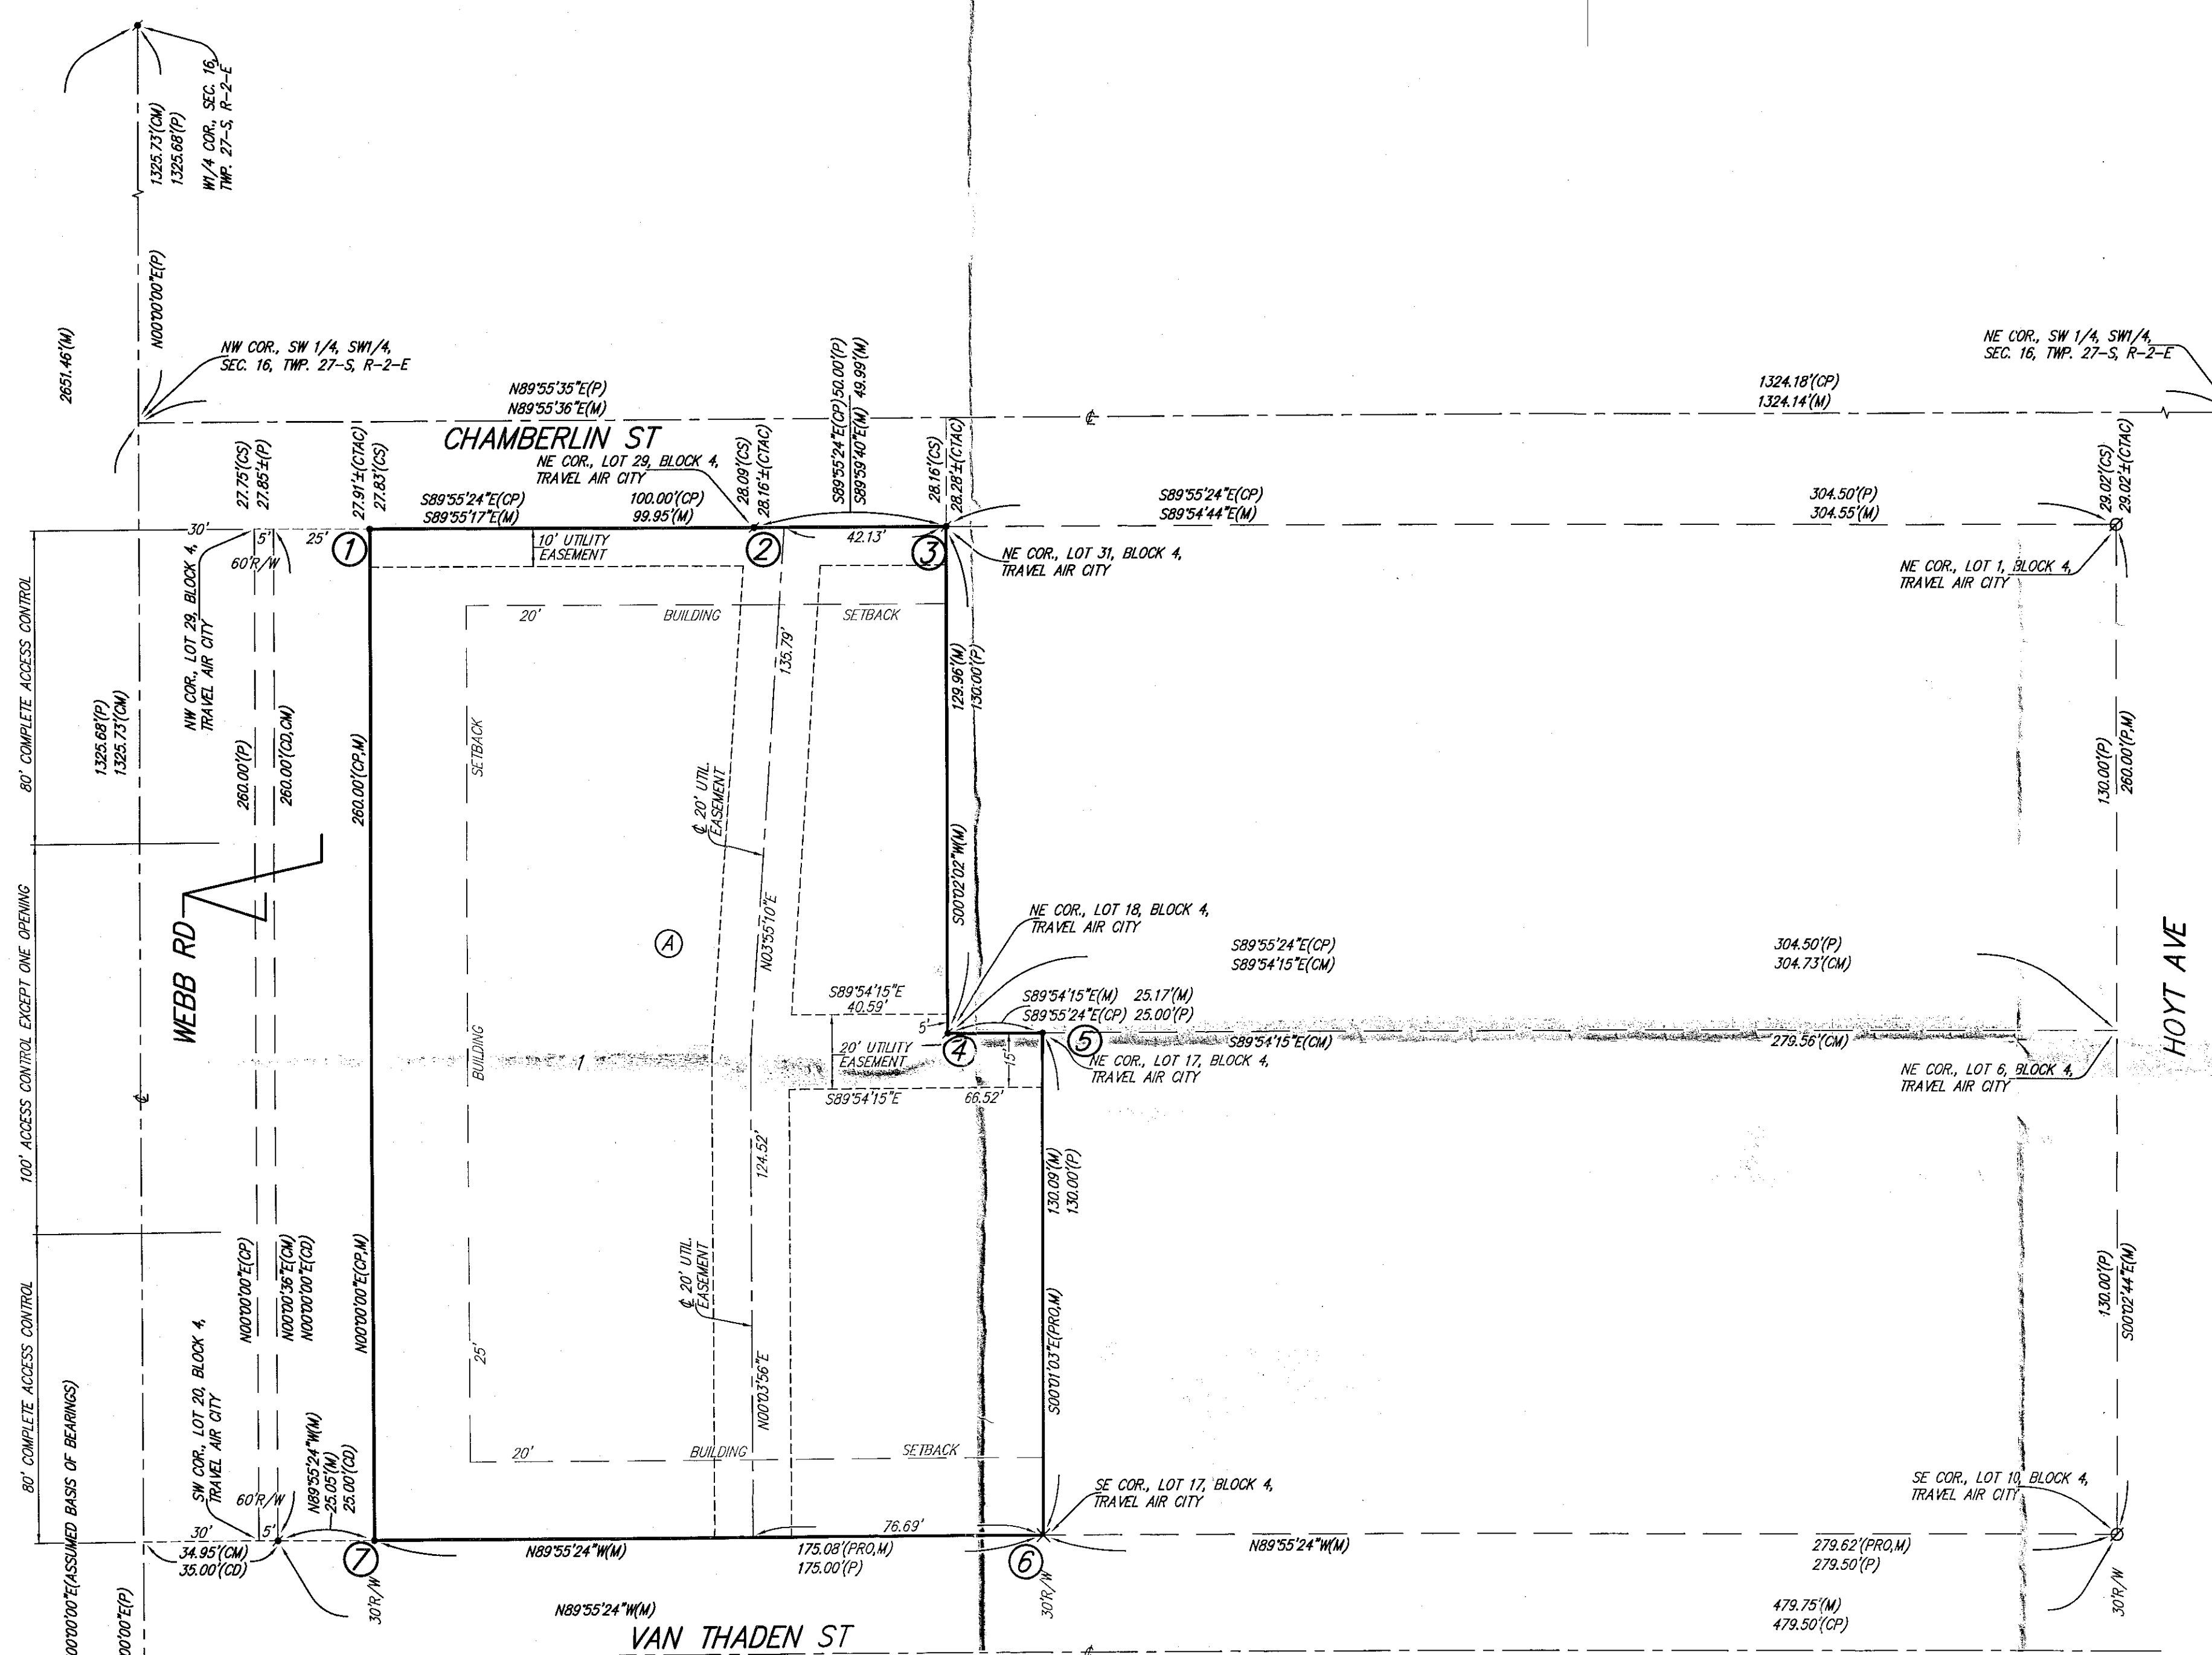 1325.73'(CM)
1325.68'(P)
W1/4 COR., SEC. 16,
TWP. 27-S, R-2-E
N00°00'00"E(P)
2651.46'(M)
NW COR., SW 1/4, SW1/4,
SEC. 16, TWP. 27-S, R-2-E
NE COR., SW 1/4, SW1/4,
SEC. 16, TWP. 27-S, R-2-E
N89°55'35"E(P)
N89°55'36"E(M)
1324.18'(CP)
1324.14'(M)
CHAMBERLIN ST
NE COR., LOT 29, BLOCK 4,
TRAVEL AIR CITY
27.75'(CS)
27.85'±(P)
27.91'±(CTAC)
27.83'(CS)
28.09'(CS)
28.16'±(CTAC)
S89°55'24"E(CP) 50.00'(P)
S89°59'40"E(M) 49.99'(M)
28.16'(CS)
28.28'±(CTAC)
29.02'(CS)
29.02'±(CTAC)
S89°55'24"E(CP) 100.00'(CP)
S89°55'17"E(M) 99.95'(M)
S89°55'24"E(CP) 304.50'(P)
S89°54'44"E(M) 304.55'(M)
30'
5'
25'
60'R/W
1
10' UTILITY
EASEMENT
2
42.13'
3
NE COR., LOT 31, BLOCK 4,
TRAVEL AIR CITY
NE COR., LOT 1, BLOCK 4,
TRAVEL AIR CITY
NW COR., LOT 29, BLOCK 4,
TRAVEL AIR CITY
20'
BUILDING
SETBACK
135.79'
129.96'(M)
130.00'(P)
80' COMPLETE ACCESS CONTROL
1325.68'(P)
1325.73'(CM)
260.00'(P)
260.00'(CD,CM)
260.00'(CP,M)
SETBACK
₵ 20' UTIL.
EASEMENT
130.00'(P)
260.00'(P,M)
S00°02'02"W(M)
WEBB RD
100' ACCESS CONTROL EXCEPT ONE OPENING
A
N03°55'10"E
NE COR., LOT 18, BLOCK 4,
TRAVEL AIR CITY
S89°55'24"E(CP) 304.50'(P)
S89°54'15"E(CM) 304.73'(CM)
HOYT AVE
S89°54'15"E
40.59'
S89°54'15"E(M) 25.17'(M)
S89°55'24"E(CP) 25.00'(P)
5'
4
5
S89°54'15"E(CM) 279.56'(CM)
20' UTILITY
EASEMENT
15'
NE COR., LOT 17, BLOCK 4,
TRAVEL AIR CITY
NE COR., LOT 6, BLOCK 4,
TRAVEL AIR CITY
BUILDING
1
₵
S89°54'15"E 66.52'
124.52'
130.09'(M)
130.00'(P)
N00°00'00"E(CP)
N00°00'36"E(CM)
N00°00'00"E(CD)
N00°00'00"E(CP,M)
₵ 20' UTIL.
EASEMENT
130.00'(P)
S00°02'44"E(M)
80' COMPLETE ACCESS CONTROL
25'
N00°03'56"E
S00°01'03"E(PRO,M)
SW COR., LOT 20, BLOCK 4,
TRAVEL AIR CITY
N89°55'24"W(M)
25.05'(M)
25.00'(CD)
20'
BUILDING
SETBACK
SE COR., LOT 17, BLOCK 4,
TRAVEL AIR CITY
SE COR., LOT 10, BLOCK 4,
TRAVEL AIR CITY
60'R/W
30'
5'
34.95'(CM)
35.00'(CD)
7
76.69'
N89°55'24"W(M) 175.08'(PRO,M)
175.00'(P)
6
N89°55'24"W(M) 279.62'(PRO,M)
279.50'(P)
00°00'00"E(ASSUMED BASIS OF BEARINGS)
00'00"E(P)
30'R/W
30'R/W
30'R/W
N89°55'24"W(M) 479.75'(M)
479.50'(CP)
VAN THADEN ST
₵
₵